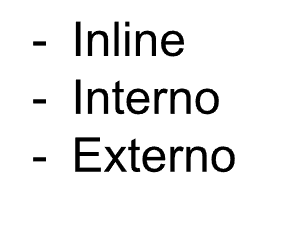 - Inline
- Interno
- Externo